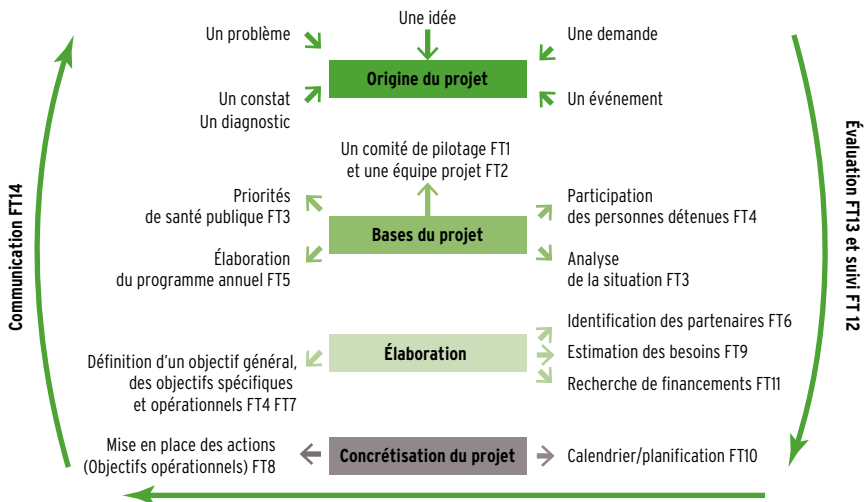 Une idée
Un problème
Une demande
Origine du projet
Un constat
Un diagnostic
Un événement
Un comité de pilotage FT1
et une équipe projet FT2
Priorités
de santé publique FT3
Participation
des personnes détenues FT4
Bases du projet
Élaboration
du programme annuel FT5
Analyse
de la situation FT3
Identification des partenaires FT6
Élaboration
Estimation des besoins FT9
Définition d'un objectif général,
des objectifs spécifiques
et opérationnels FT4 FT7
Recherche de financements FT11
Mise en place des actions
(Objectifs opérationnels) FT8
Concrétisation du projet
Calendrier/planification FT10
Communication FT14
Évaluation FT13 et suivi FT 12